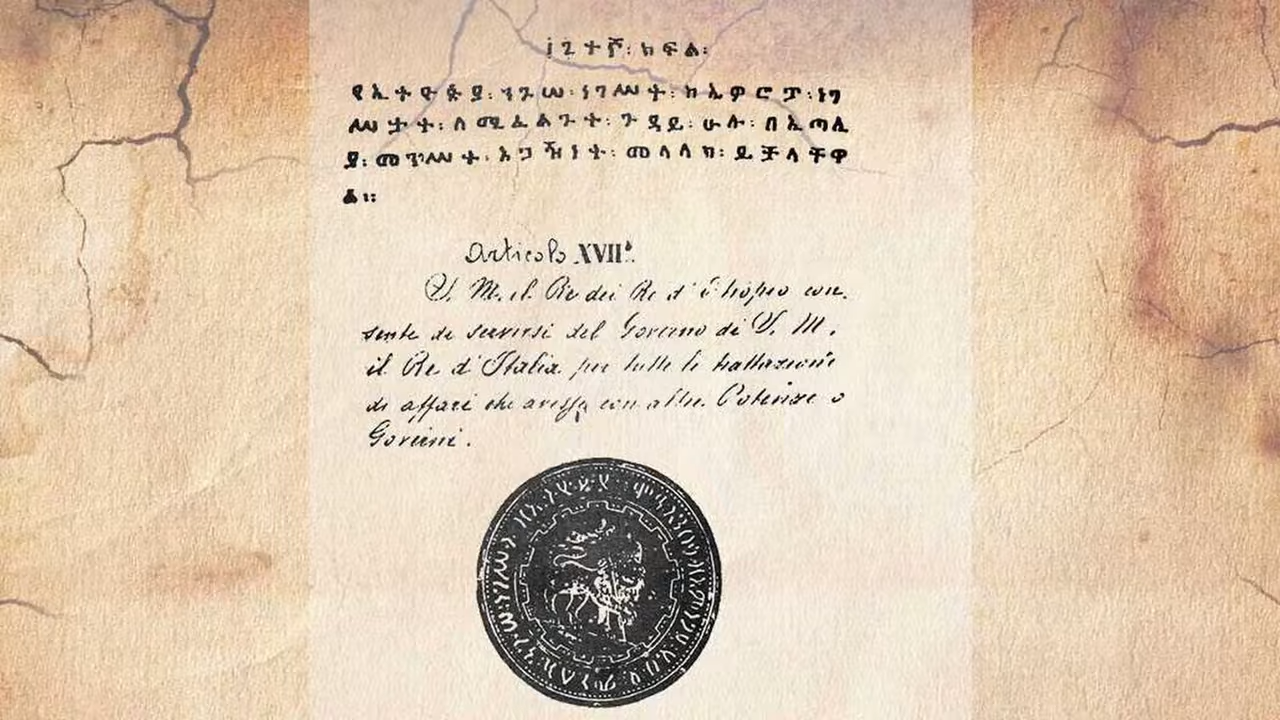 ፲፯ተኛ፡ክፍል፡
የኢትዮጵያ፡ንጉሠ፡ነገሥት፡ከኤዎሮፓ፡ነገ
ሥታት፡ለሚፈልጉት፡ጉዳይ፡ሁሉ፡በኢጣሊ
ያ፡መንግሥት፡አጋዥነት፡መላላክ፡ይቻላቸዋ
ል።
Articolo XVII°.
S. M. il Re dei Re d'Etiopia con-
sente di servirsi del Governo di S. M.
il Re d'Italia per tutte le trattazioni
di affari che avesse con altre Potenze o
Governi.